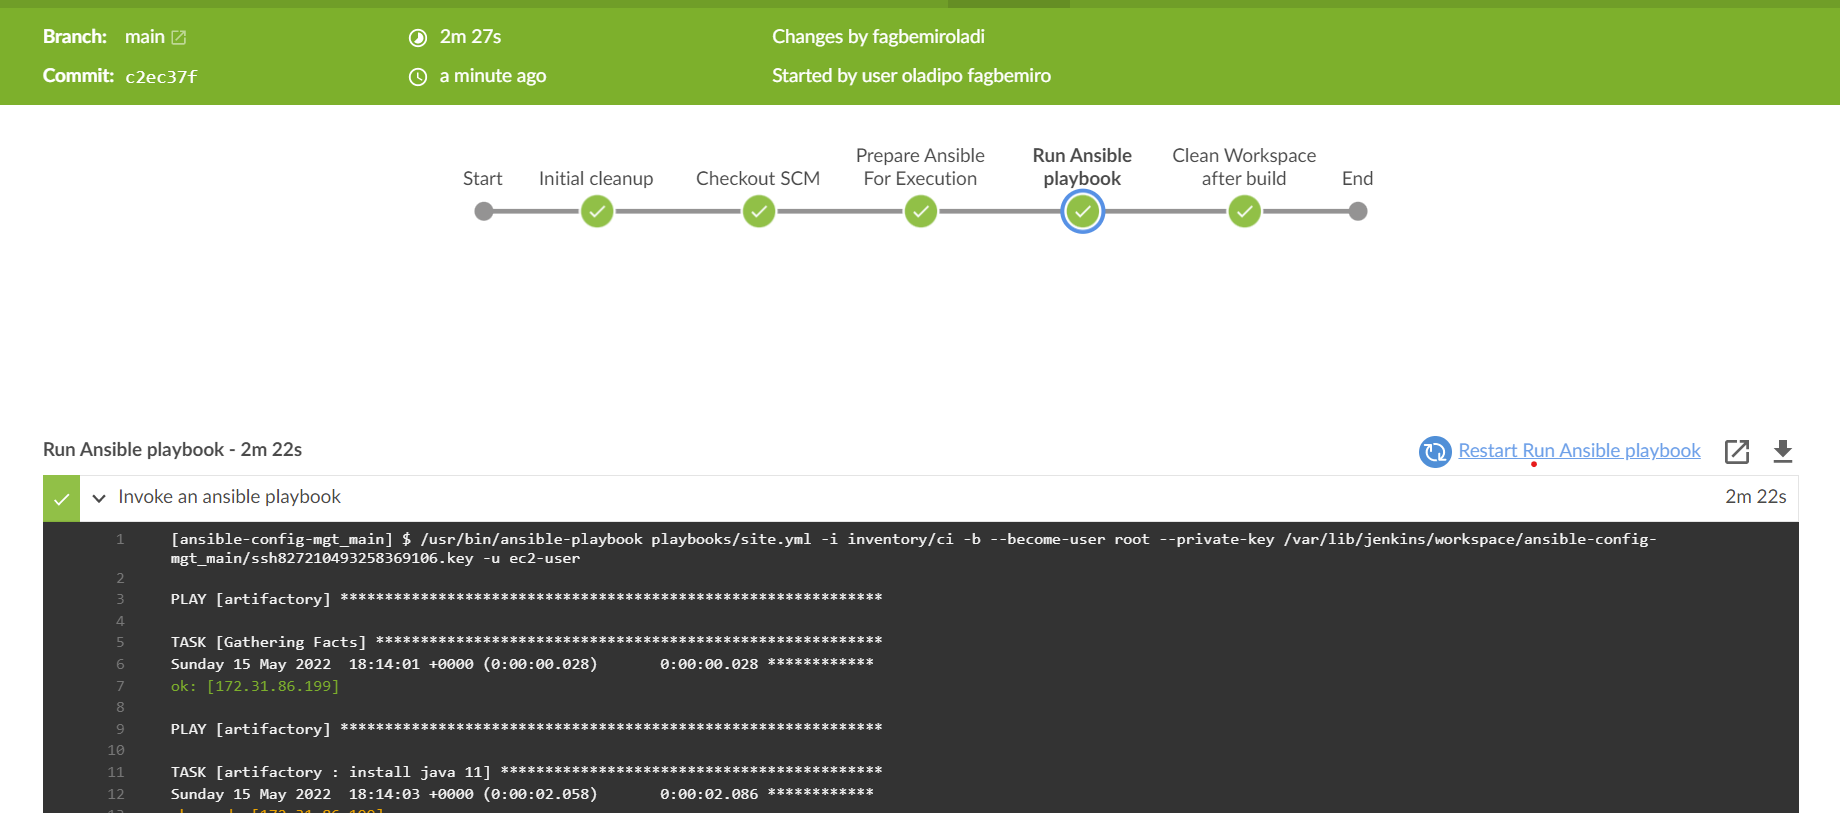 Branch: main
2m 27s
Changes by fagbemiroladi
Commit: c2ec37f
a minute ago
Started by user oladipo fagbemiro
Start
Initial cleanup
Checkout SCM
Prepare Ansible
For Execution
Run Ansible
playbook
Clean Workspace
after build
End
Run Ansible playbook - 2m 22s
Restart Run Ansible playbook
Invoke an ansible playbook
2m 22s
1 [ansible-config-mgt_main] $ /usr/bin/ansible-playbook playbooks/site.yml -i inventory/ci -b --become-user root --private-key /var/lib/jenkins/workspace/ansible-config-
mgt_main/ssh827210493258369106.key -u ec2-user
2
3 PLAY [artifactory] *************************************************************
4
5 TASK [Gathering Facts] *********************************************************
6 Sunday 15 May 2022  18:14:01 +0000 (0:00:00.028)       0:00:00.028 ************
7 ok: [172.31.86.199]
8
9 PLAY [artifactory] *************************************************************
10
11 TASK [artifactory : install java 11] *******************************************
12 Sunday 15 May 2022  18:14:03 +0000 (0:00:02.058)       0:00:02.086 ************